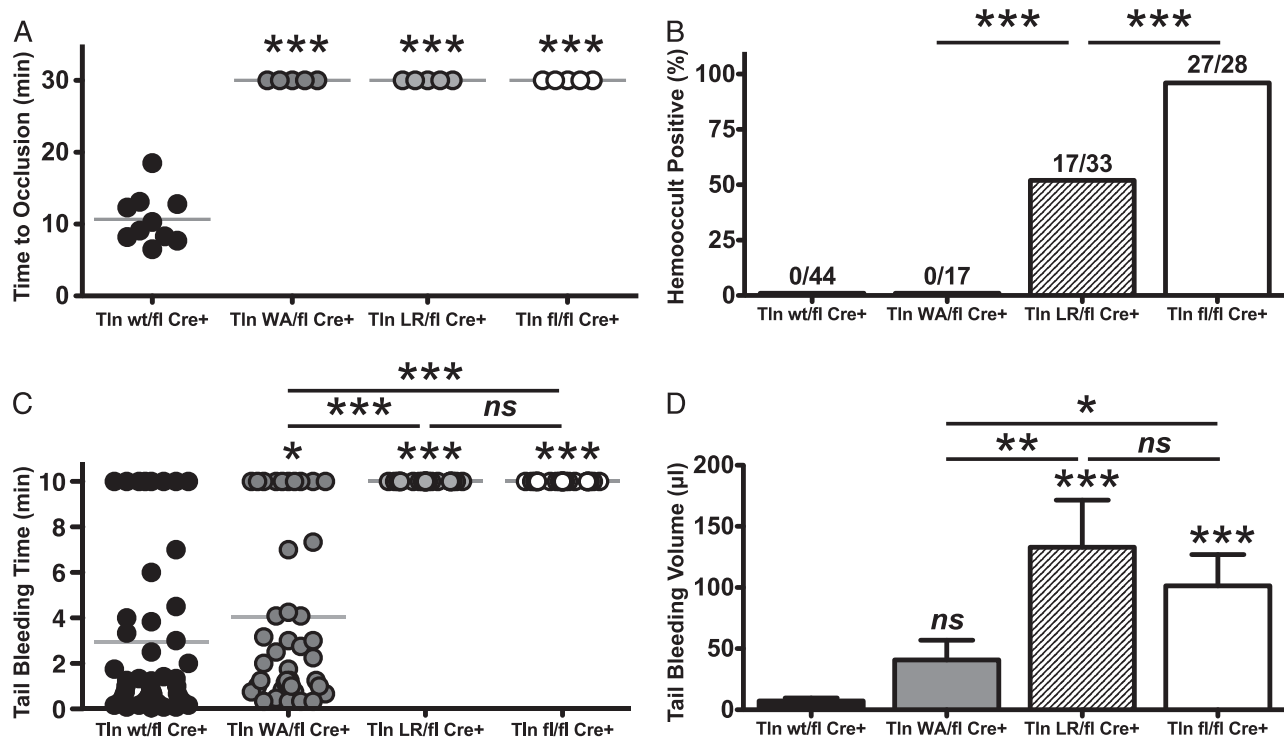 A
Time to Occlusion (min)
30
20
10
0
***
***
***
Tln wt/fl Cre+
Tln WA/fl Cre+
Tln LR/fl Cre+
Tln fl/fl Cre+
B
Hemooccult Positive (%)
100
75
50
25
0
***
***
0/44
0/17
17/33
27/28
Tln wt/fl Cre+
Tln WA/fl Cre+
Tln LR/fl Cre+
Tln fl/fl Cre+
C
Tail Bleeding Time (min)
10
8
6
4
2
0
***
***
ns
*
***
***
Tln wt/fl Cre+
Tln WA/fl Cre+
Tln LR/fl Cre+
Tln fl/fl Cre+
D
Tail Bleeding Volume (µl)
200
150
100
50
0
*
**
ns
ns
***
***
Tln wt/fl Cre+
Tln WA/fl Cre+
Tln LR/fl Cre+
Tln fl/fl Cre+